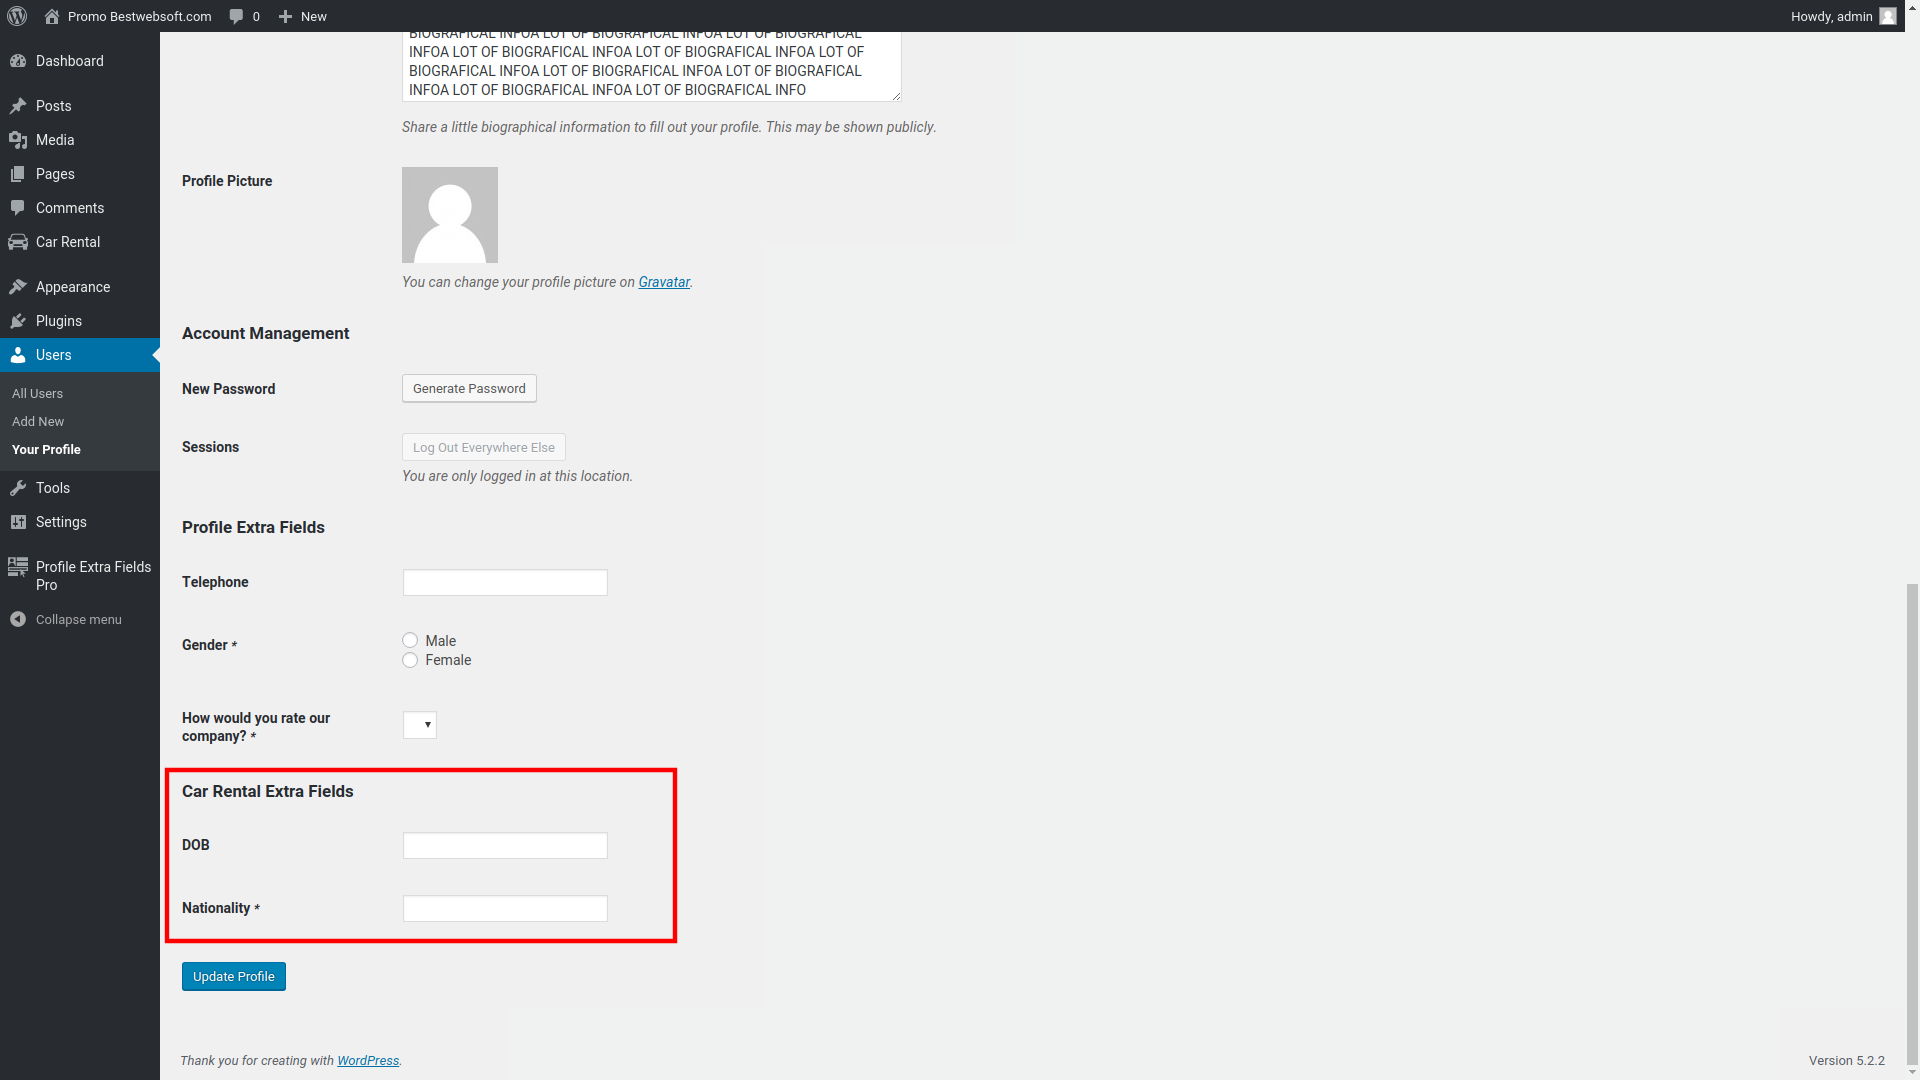 Promo Bestwebsoft.com 0 New Howdy, admin
Dashboard
Posts
Media
Pages
Comments
Car Rental
Appearance
Plugins
Users
All Users
Add New
Your Profile
Tools
Settings
Profile Extra Fields
Pro
Collapse menu
BIOGRAFICAL INFOA LOT OF BIOGRAFICAL INFOA LOT OF BIOGRAFICAL
INFOA LOT OF BIOGRAFICAL INFOA LOT OF BIOGRAFICAL INFOA LOT OF
BIOGRAFICAL INFOA LOT OF BIOGRAFICAL INFOA LOT OF BIOGRAFICAL
INFOA LOT OF BIOGRAFICAL INFOA LOT OF BIOGRAFICAL INFO
Share a little biographical information to fill out your profile. This may be shown publicly.
Profile Picture
You can change your profile picture on Gravatar.
Account Management
New Password Generate Password
Sessions Log Out Everywhere Else
You are only logged in at this location.
Profile Extra Fields
Telephone
Gender *
Male
Female
How would you rate our
company? *
Car Rental Extra Fields
DOB
Nationality *
Update Profile
Thank you for creating with WordPress. Version 5.2.2